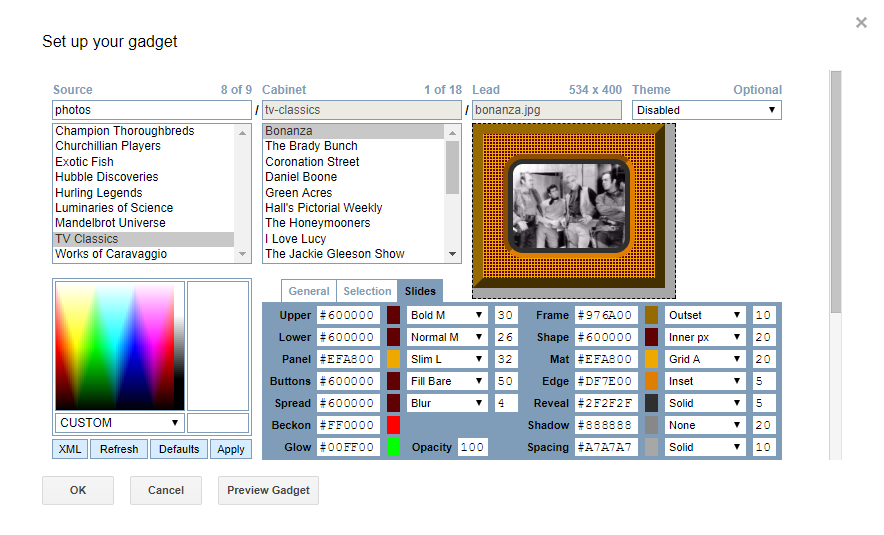 ×
Set up your gadget
Source 8 of 9 Cabinet 1 of 18 Lead 534 x 400 Theme Optional
photos / tv-classics / bonanza.jpg Disabled
Champion Thoroughbreds
Churchillian Players
Exotic Fish
Hubble Discoveries
Hurling Legends
Luminaries of Science
Mandelbrot Universe
TV Classics
Works of Caravaggio
Bonanza
The Brady Bunch
Coronation Street
Daniel Boone
Green Acres
Hall's Pictorial Weekly
The Honeymooners
I Love Lucy
The Jackie Gleeson Show
General Selection Slides
Upper #600000 Bold M 30 Frame #976A00 Outset 10
Lower #600000 Normal M 26 Shape #600000 Inner px 20
Panel #EFA800 Slim L 32 Mat #EFA800 Grid A 20
Buttons #600000 Fill Bare 50 Edge #DF7E00 Inset 5
Spread #600000 Blur 4 Reveal #2F2F2F Solid 5
Beckon #FF0000 Shadow #888888 None 20
Glow #00FF00 Opacity 100 Spacing #A7A7A7 Solid 10
CUSTOM
XML Refresh Defaults Apply
OK Cancel Preview Gadget